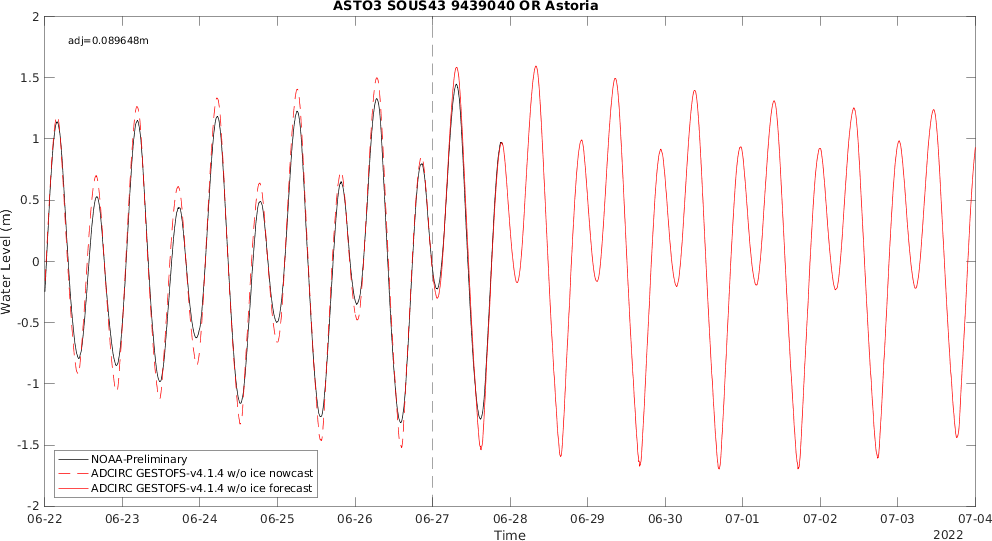 ASTO3 SOUS43 9439040 OR Astoria
adj=0.089648m
Water Level (m)
2
1.5
1
0.5
0
-0.5
-1
-1.5
-2
NOAA-Preliminary
ADCIRC GESTOFS-v4.1.4 w/o ice nowcast
ADCIRC GESTOFS-v4.1.4 w/o ice forecast
06-22 06-23 06-24 06-25 06-26 06-27 06-28 06-29 06-30 07-01 07-02 07-03 07-04
Time
2022